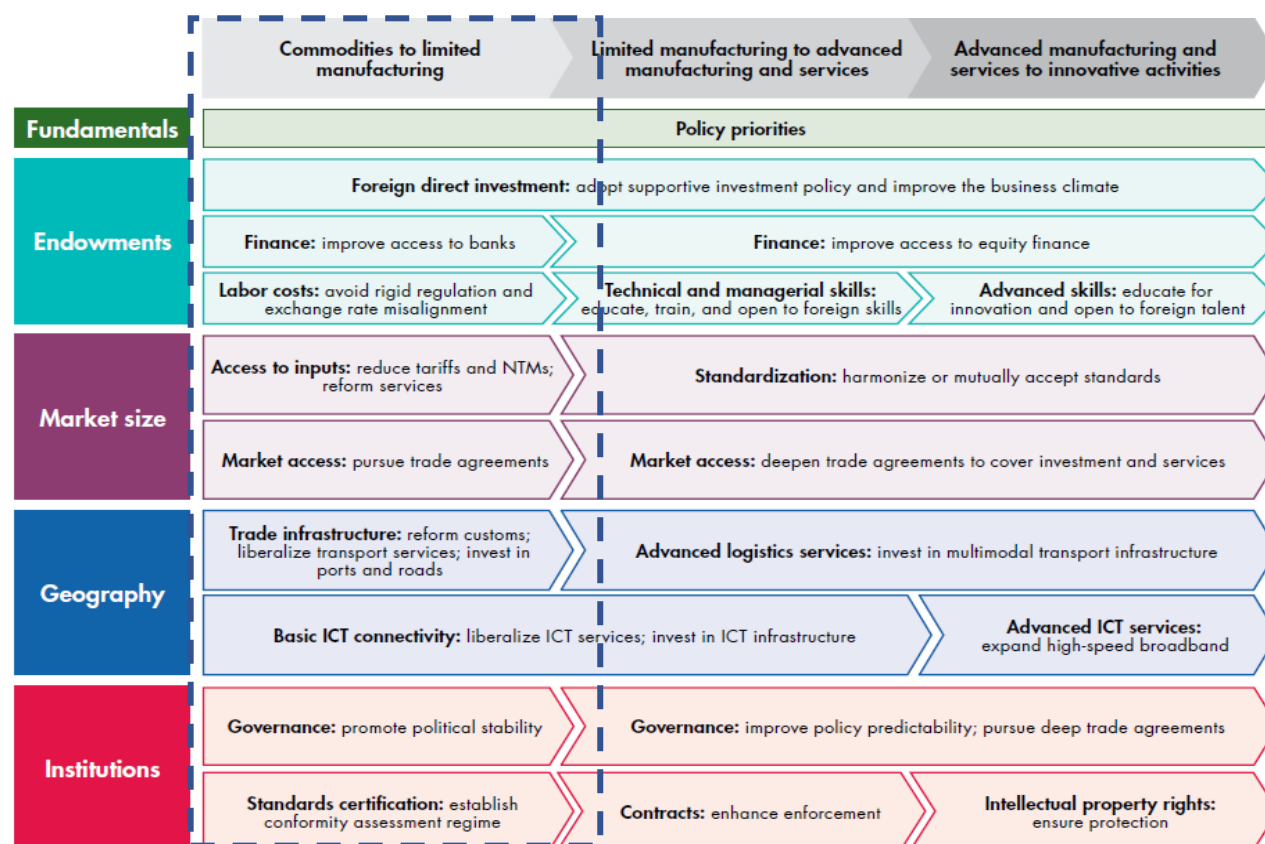 Commodities to limited
manufacturing
Limited manufacturing to advanced
manufacturing and services
Advanced manufacturing and
services to innovative activities
Fundamentals
Policy priorities
Endowments
Foreign direct investment: adopt supportive investment policy and improve the business climate
Finance: improve access to banks
Finance: improve access to equity finance
Labor costs: avoid rigid regulation and
exchange rate misalignment
Technical and managerial skills:
educate, train, and open to foreign skills
Advanced skills: educate for
innovation and open to foreign talent
Market size
Access to inputs: reduce tariffs and NTMs;
reform services
Standardization: harmonize or mutually accept standards
Market access: pursue trade agreements
Market access: deepen trade agreements to cover investment and services
Geography
Trade infrastructure: reform customs;
liberalize transport services; invest in
ports and roads
Advanced logistics services: invest in multimodal transport infrastructure
Basic ICT connectivity: liberalize ICT services; invest in ICT infrastructure
Advanced ICT services:
expand high-speed broadband
Institutions
Governance: promote political stability
Governance: improve policy predictability; pursue deep trade agreements
Standards certification: establish
conformity assessment regime
Contracts: enhance enforcement
Intellectual property rights:
ensure protection